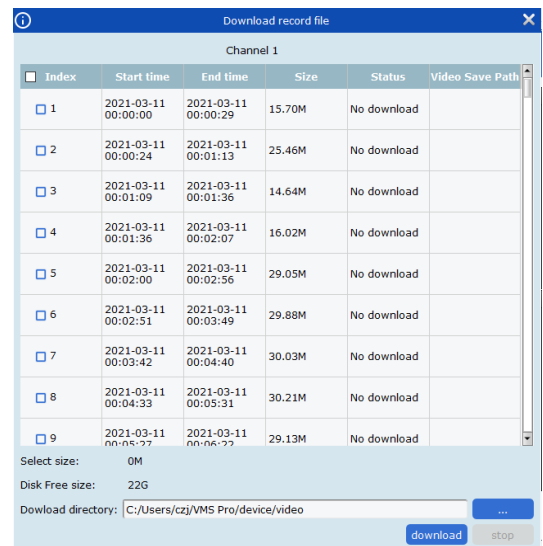 Download record file
Channel 1
Index Start time End time Size Status Video Save Path
1 2021-03-11 00:00:00 2021-03-11 00:00:29 15.70M No download
2 2021-03-11 00:00:24 2021-03-11 00:01:13 25.46M No download
3 2021-03-11 00:01:09 2021-03-11 00:01:36 14.64M No download
4 2021-03-11 00:01:36 2021-03-11 00:02:07 16.02M No download
5 2021-03-11 00:02:00 2021-03-11 00:02:56 29.05M No download
6 2021-03-11 00:02:51 2021-03-11 00:03:49 29.88M No download
7 2021-03-11 00:03:42 2021-03-11 00:04:40 30.03M No download
8 2021-03-11 00:04:33 2021-03-11 00:05:31 30.21M No download
9 2021-03-11 00:05:27 2021-03-11 00:06:22 29.13M No download
Select size: 0M
Disk Free size: 22G
Dowload directory: C:/Users/czj/VMS Pro/device/video ...
download stop